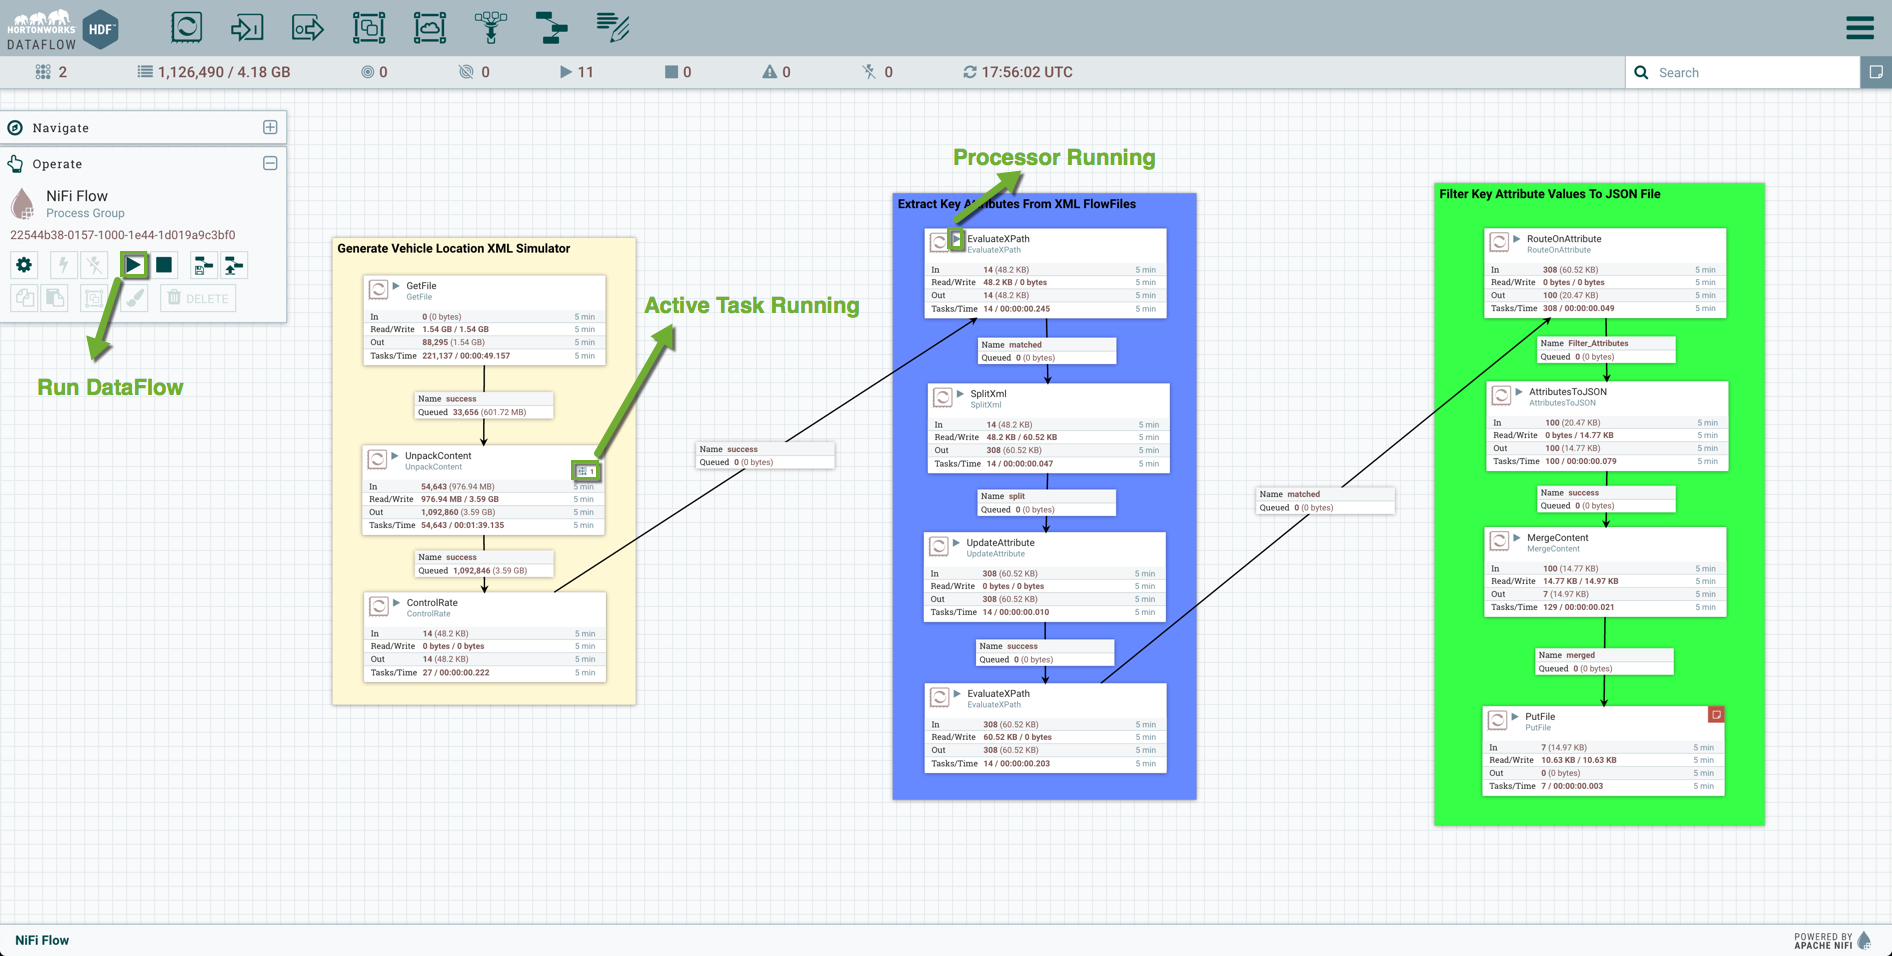 HORTONWORKS
DATAFLOW
HDF
2
1,126,490 / 4.18 GB
0
0
11
0
0
0
17:56:02 UTC
Search
Navigate
Operate
NiFi Flow
Process Group
22544b38-0157-1000-1e44-1d019a9c3bf0
DELETE
Run DataFlow
Generate Vehicle Location XML Simulator
GetFile
GetFile
In 0 (0 bytes) 5 min
Read/Write 1.54 GB / 1.54 GB 5 min
Out 88,295 (1.54 GB) 5 min
Tasks/Time 221,137 / 00:00:49.157 5 min
Name success
Queued 33,656 (601.72 MB)
UnpackContent
UnpackContent
1
In 54,643 (976.94 MB) 5 min
Read/Write 976.94 MB / 3.59 GB 5 min
Out 1,092,860 (3.59 GB) 5 min
Tasks/Time 54,643 / 00:01:39.135 5 min
Name success
Queued 1,092,846 (3.59 GB)
ControlRate
ControlRate
In 14 (48.2 KB) 5 min
Read/Write 0 bytes / 0 bytes 5 min
Out 14 (48.2 KB) 5 min
Tasks/Time 27 / 00:00:00.222 5 min
Active Task Running
Name success
Queued 0 (0 bytes)
Processor Running
Extract Key Attributes From XML FlowFiles
EvaluateXPath
EvaluateXPath
In 14 (48.2 KB) 5 min
Read/Write 48.2 KB / 0 bytes 5 min
Out 14 (48.2 KB) 5 min
Tasks/Time 14 / 00:00:00.245 5 min
Name matched
Queued 0 (0 bytes)
SplitXml
SplitXml
In 14 (48.2 KB) 5 min
Read/Write 48.2 KB / 60.52 KB 5 min
Out 308 (60.52 KB) 5 min
Tasks/Time 14 / 00:00:00.047 5 min
Name split
Queued 0 (0 bytes)
UpdateAttribute
UpdateAttribute
In 308 (60.52 KB) 5 min
Read/Write 0 bytes / 0 bytes 5 min
Out 308 (60.52 KB) 5 min
Tasks/Time 14 / 00:00:00.010 5 min
Name success
Queued 0 (0 bytes)
EvaluateXPath
EvaluateXPath
In 308 (60.52 KB) 5 min
Read/Write 60.52 KB / 0 bytes 5 min
Out 308 (60.52 KB) 5 min
Tasks/Time 14 / 00:00:00.203 5 min
Name matched
Queued 0 (0 bytes)
Filter Key Attribute Values To JSON File
RouteOnAttribute
RouteOnAttribute
In 308 (60.52 KB) 5 min
Read/Write 0 bytes / 0 bytes 5 min
Out 100 (20.47 KB) 5 min
Tasks/Time 308 / 00:00:00.049 5 min
Name Filter_Attributes
Queued 0 (0 bytes)
AttributesToJSON
AttributesToJSON
In 100 (20.47 KB) 5 min
Read/Write 0 bytes / 14.77 KB 5 min
Out 100 (14.77 KB) 5 min
Tasks/Time 100 / 00:00:00.079 5 min
Name success
Queued 0 (0 bytes)
MergeContent
MergeContent
In 100 (14.77 KB) 5 min
Read/Write 14.77 KB / 14.97 KB 5 min
Out 7 (14.97 KB) 5 min
Tasks/Time 129 / 00:00:00.021 5 min
Name merged
Queued 0 (0 bytes)
PutFile
PutFile
In 7 (14.97 KB) 5 min
Read/Write 10.63 KB / 10.63 KB 5 min
Out 0 (0 bytes) 5 min
Tasks/Time 7 / 00:00:00.003 5 min
NiFi Flow
POWERED BY
APACHE NIFI